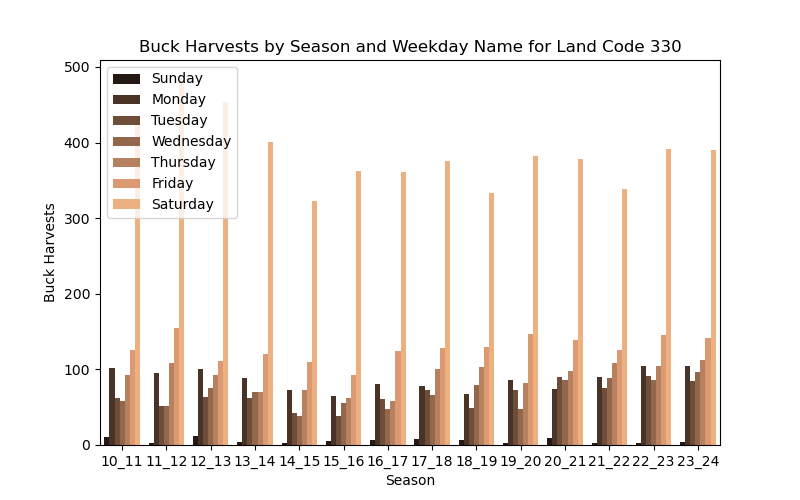 Buck Harvests by Season and Weekday Name for Land Code 330
500
400
300
200
100
0
Buck Harvests
Sunday
Monday
Tuesday
Wednesday
Thursday
Friday
Saturday
10_11 11_12 12_13 13_14 14_15 15_16 16_17 17_18 18_19 19_20 20_21 21_22 22_23 23_24
Season